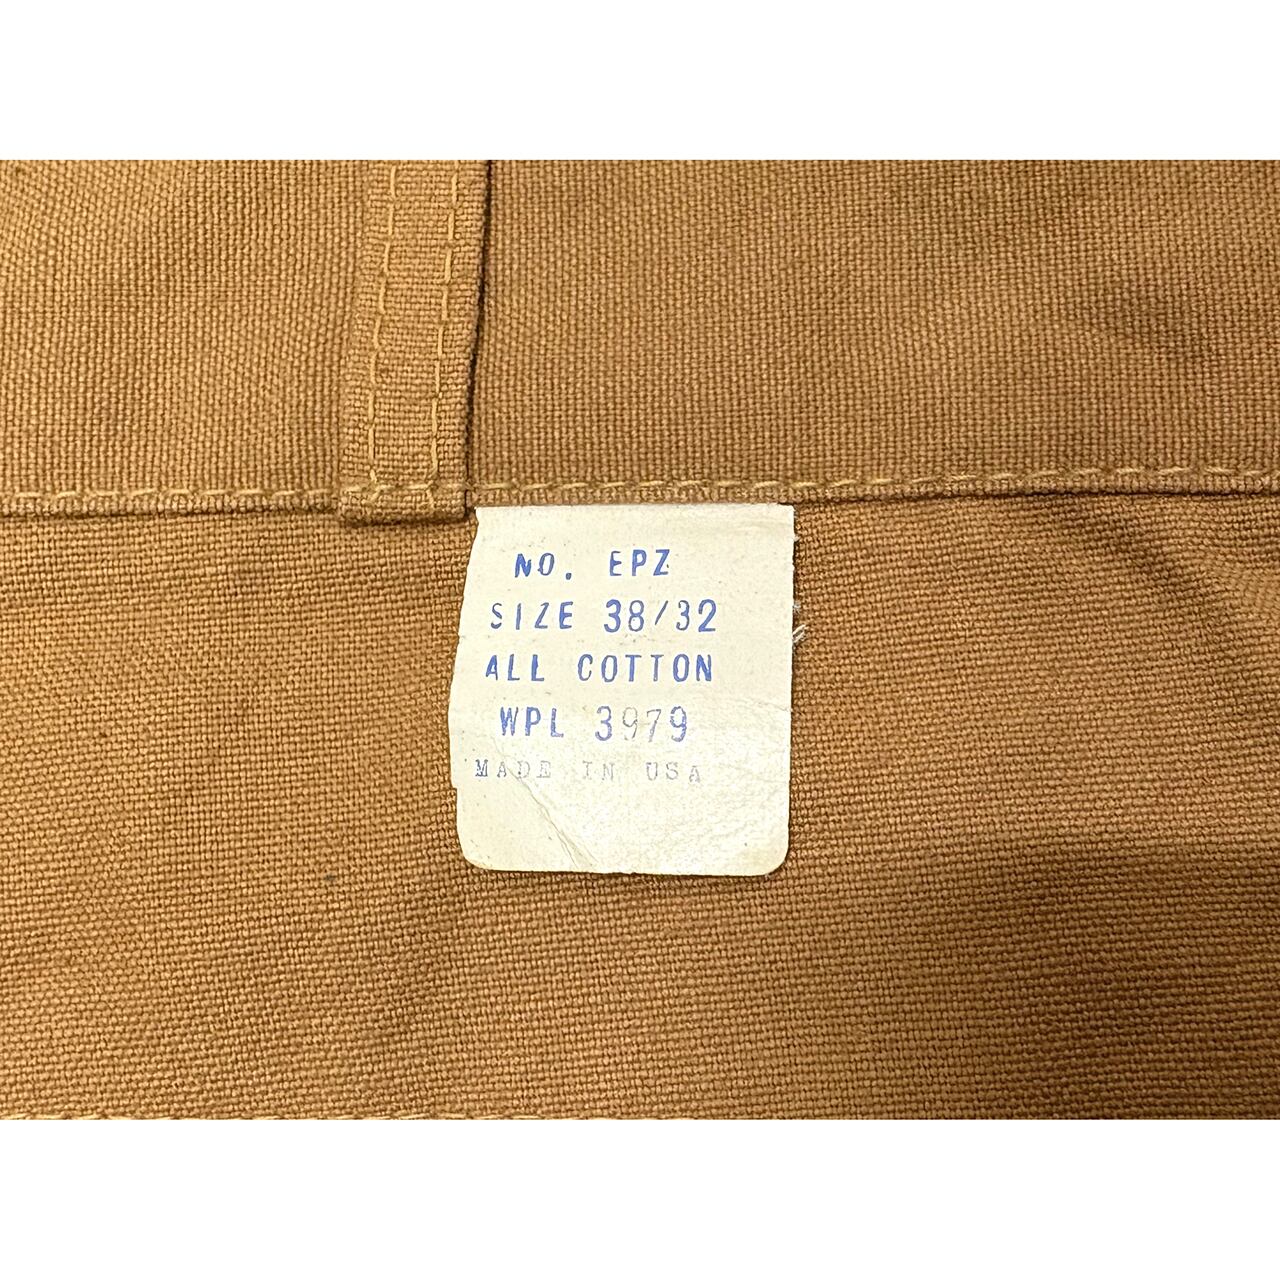 NO. EPZ
SIZE 38/32
ALL COTTON
WPL 3979
MADE IN USA